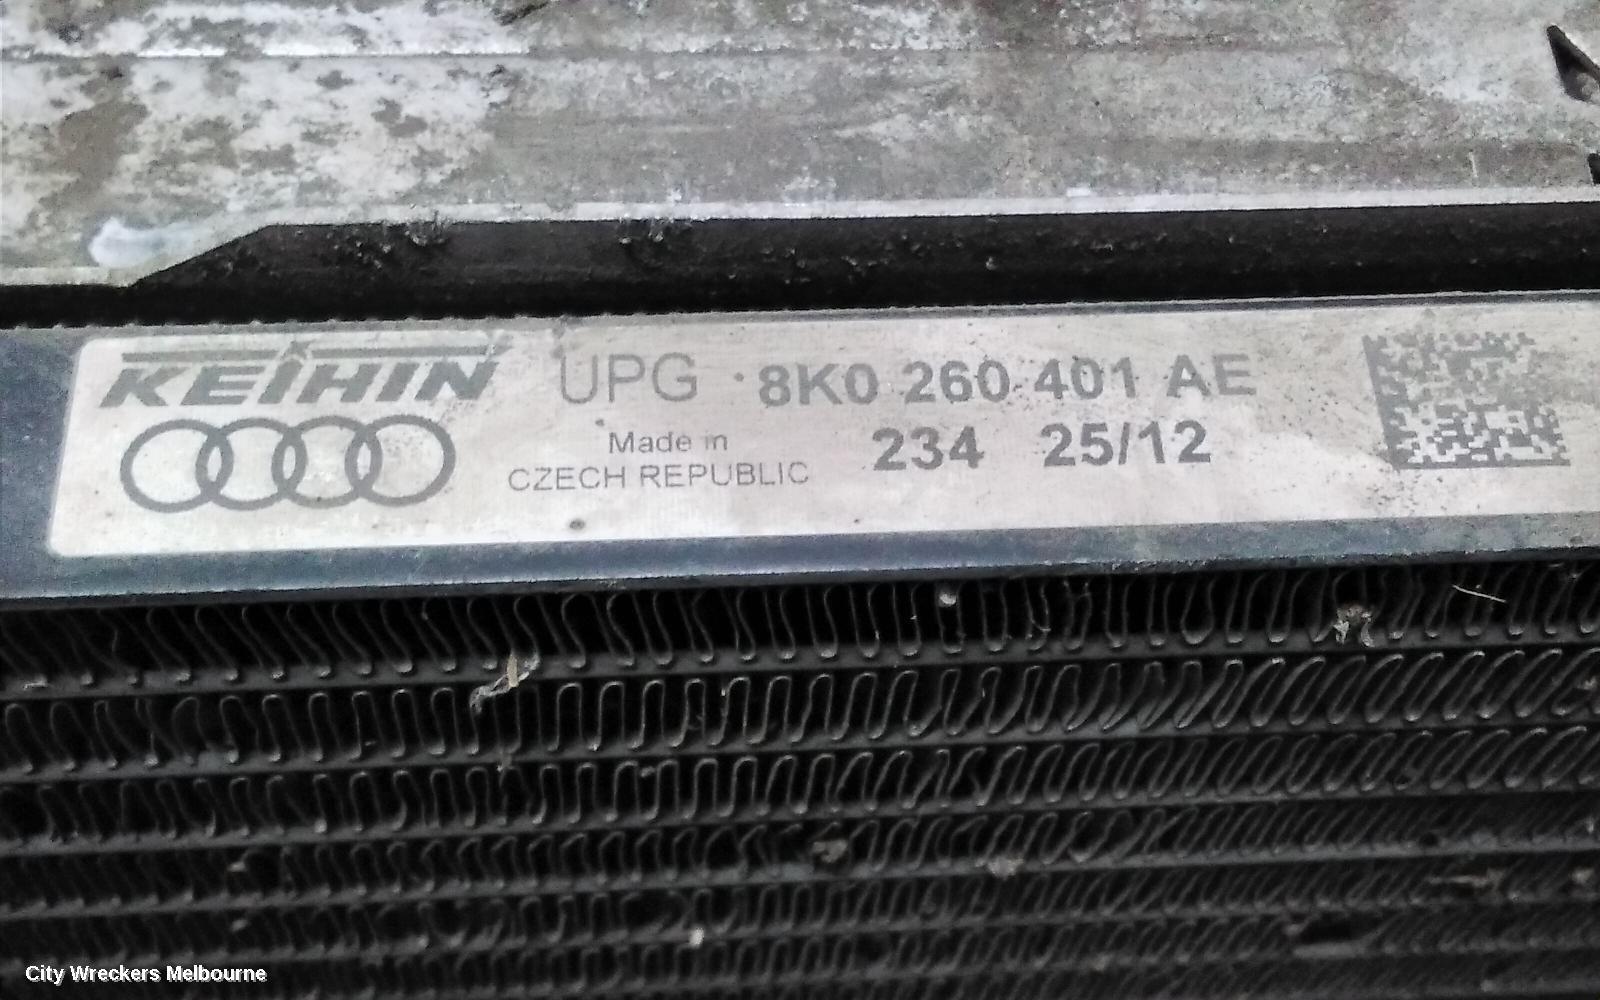 KEIHIN UPG 8K0 260 401 AE
Made in
CZECH REPUBLIC
234 25/12
City Wreckers Melbourne